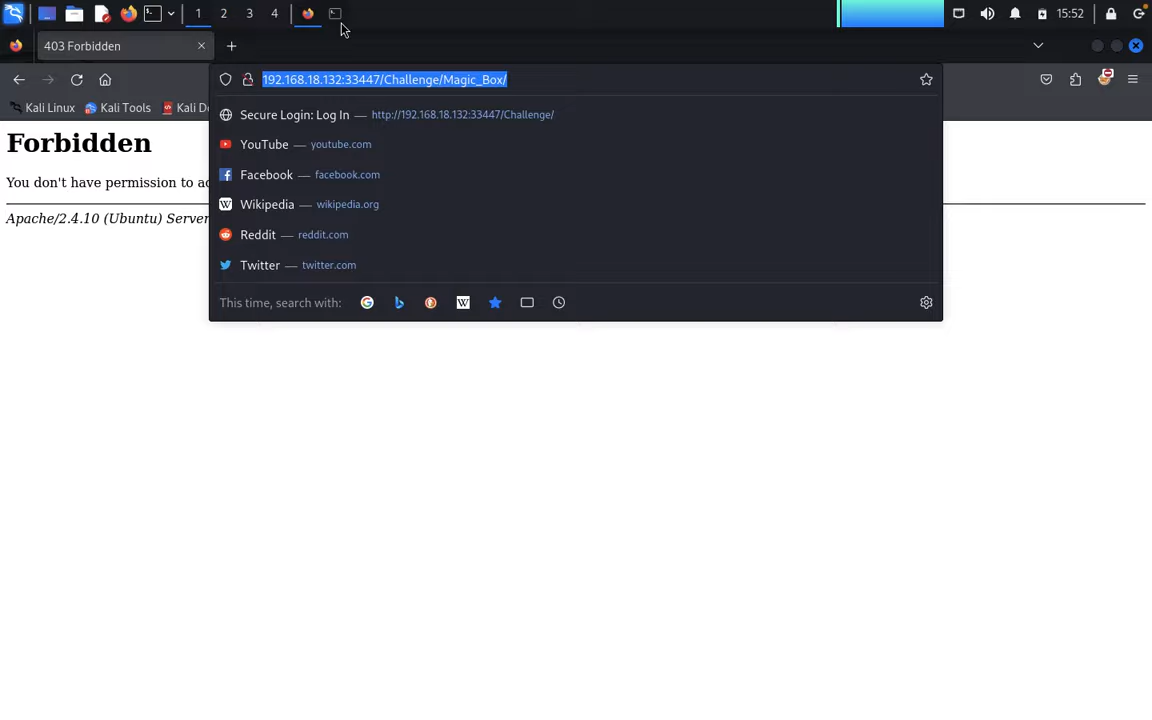 1 2 3 4 15:52
403 Forbidden
192.168.18.132:33447/Challenge/Magic_Box/
Kali Linux Kali Tools Kali D
Secure Login: Log In — http://192.168.18.132:33447/Challenge/
YouTube — youtube.com
Facebook — facebook.com
Wikipedia — wikipedia.org
Reddit — reddit.com
Twitter — twitter.com
This time, search with:
Forbidden
You don't have permission to ac
Apache/2.4.10 (Ubuntu) Server